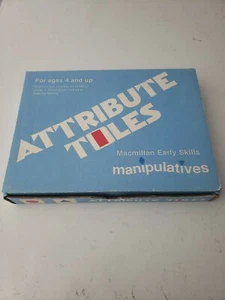 For ages 4 and up
ATTRIBUTE
TILES
Macmillan Early Skills
manipulatives